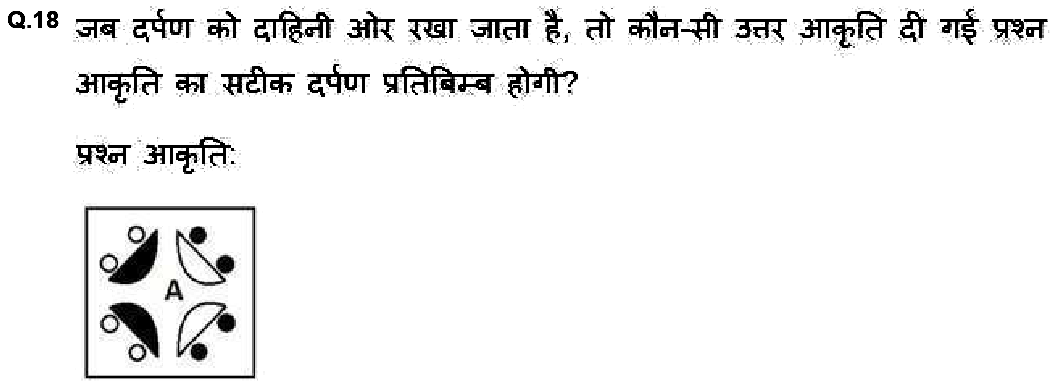 Q.18 जब दर्पण को दाहिनी ओर रखा जाता है, तो कौन-सी उत्तर आकृति दी गई प्रश्न
आकृति का सटीक दर्पण प्रतिबिम्ब होगी?
प्रश्न आकृति:
A